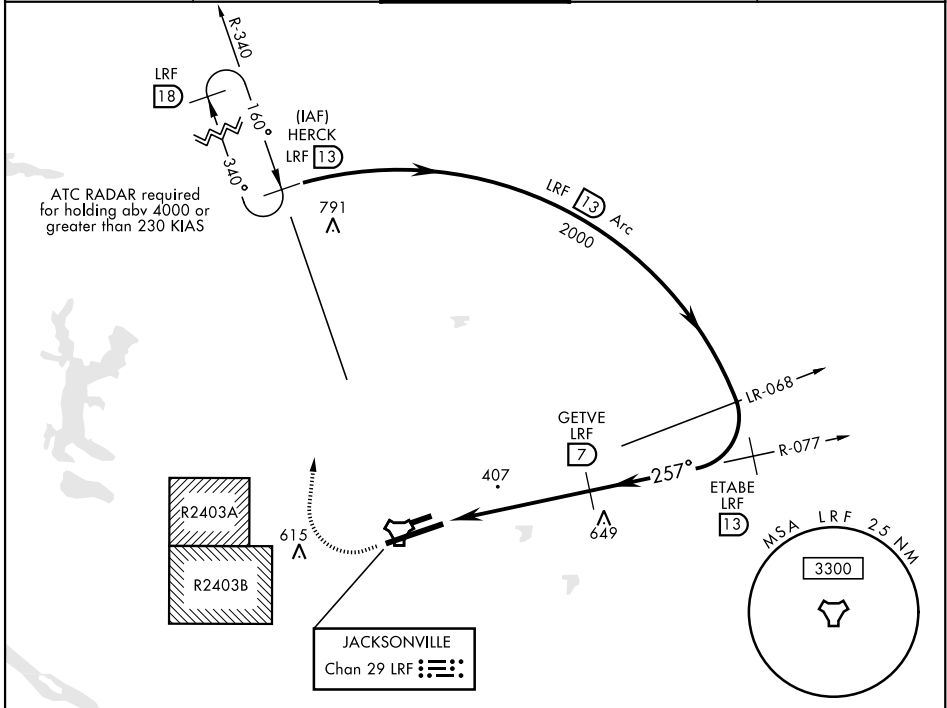 R-340
LRF
18
160°
340°
(IAF)
HERCK
LRF 13
ATC RADAR required
for holding abv 4000 or
greater than 230 KIAS
791
LRF 13 Arc
2000
LR-068
R-077
GETVE
LRF
7
257°
ETABE
LRF
13
407
649
615
R2403A
R2403B
JACKSONVILLE
Chan 29 LRF
MSA LRF 25 NM
3300